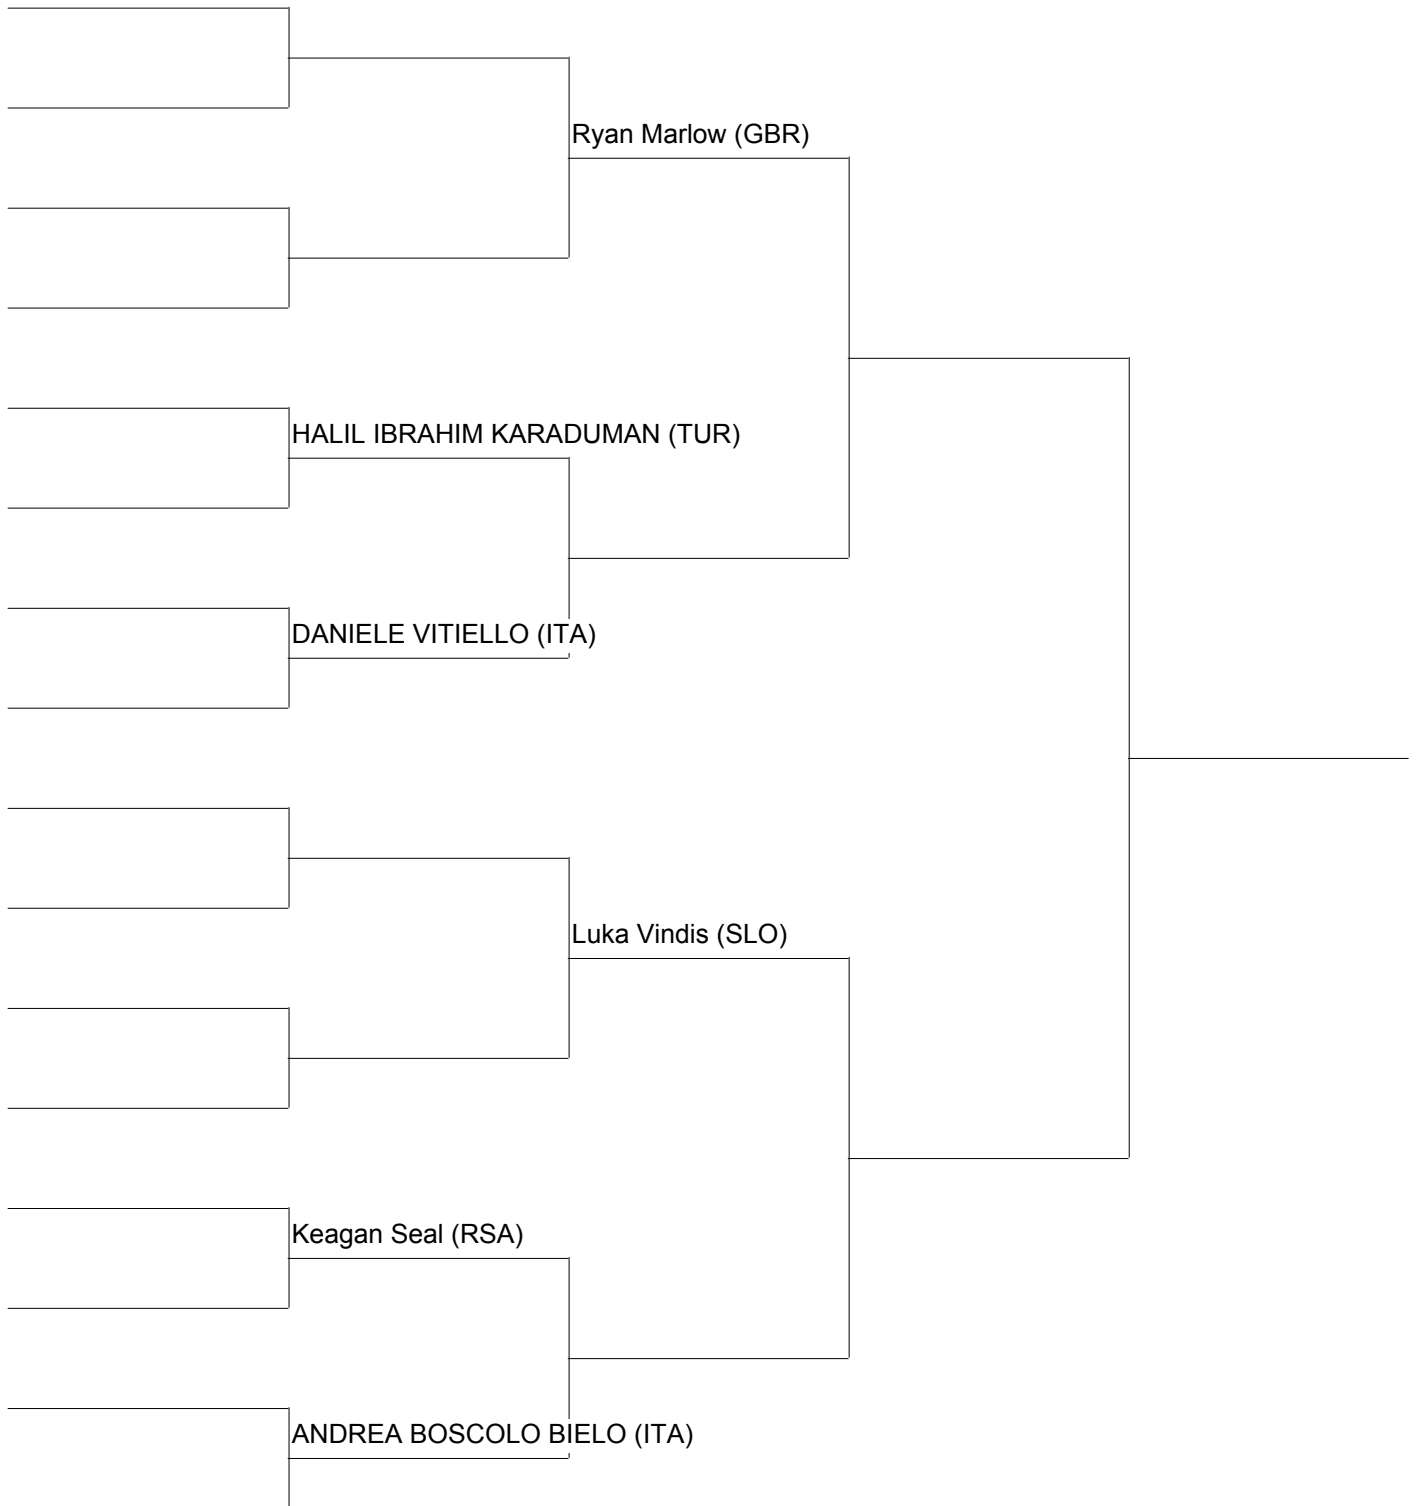 Ryan Marlow (GBR)
HALIL IBRAHIM KARADUMAN (TUR)
DANIELE VITIELLO (ITA)
Luka Vindis (SLO)
Keagan Seal (RSA)
ANDREA BOSCOLO BIELO (ITA)